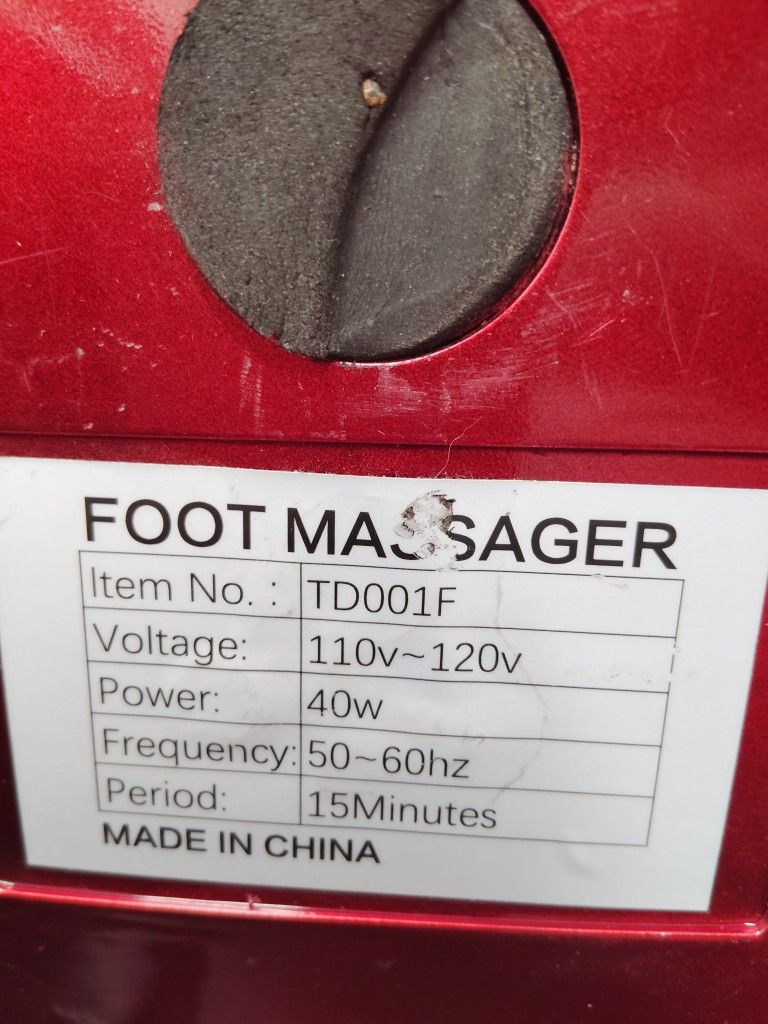 FOOT MASSAGER
Item No. : TD001F
Voltage: 110v~120v
Power: 40w
Frequency: 50~60hz
Period: 15Minutes
MADE IN CHINA